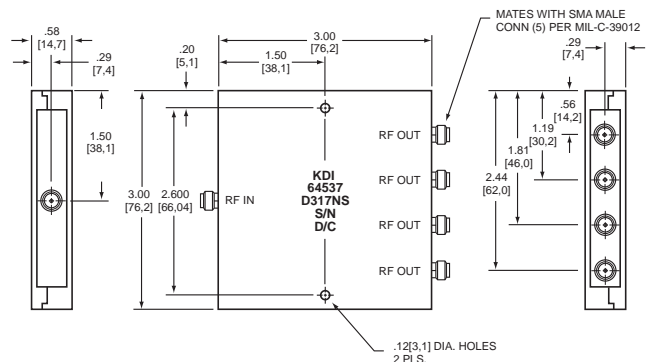 .58
[14,7]
.29
[7,4]
1.50
[38,1]
3.00
[76,2]
1.50
[38,1]
.20
[5,1]
3.00
[76,2]
2.600
[66,04]
RF IN
KDI
64537
D317NS
S/N
D/C
RF OUT
RF OUT
RF OUT
RF OUT
MATES WITH SMA MALE
CONN (5) PER MIL-C-39012
.29
[7,4]
.56
[14,2]
1.19
[30,2]
1.81
[46,0]
2.44
[62,0]
.12[3,1] DIA. HOLES
2 PLS.